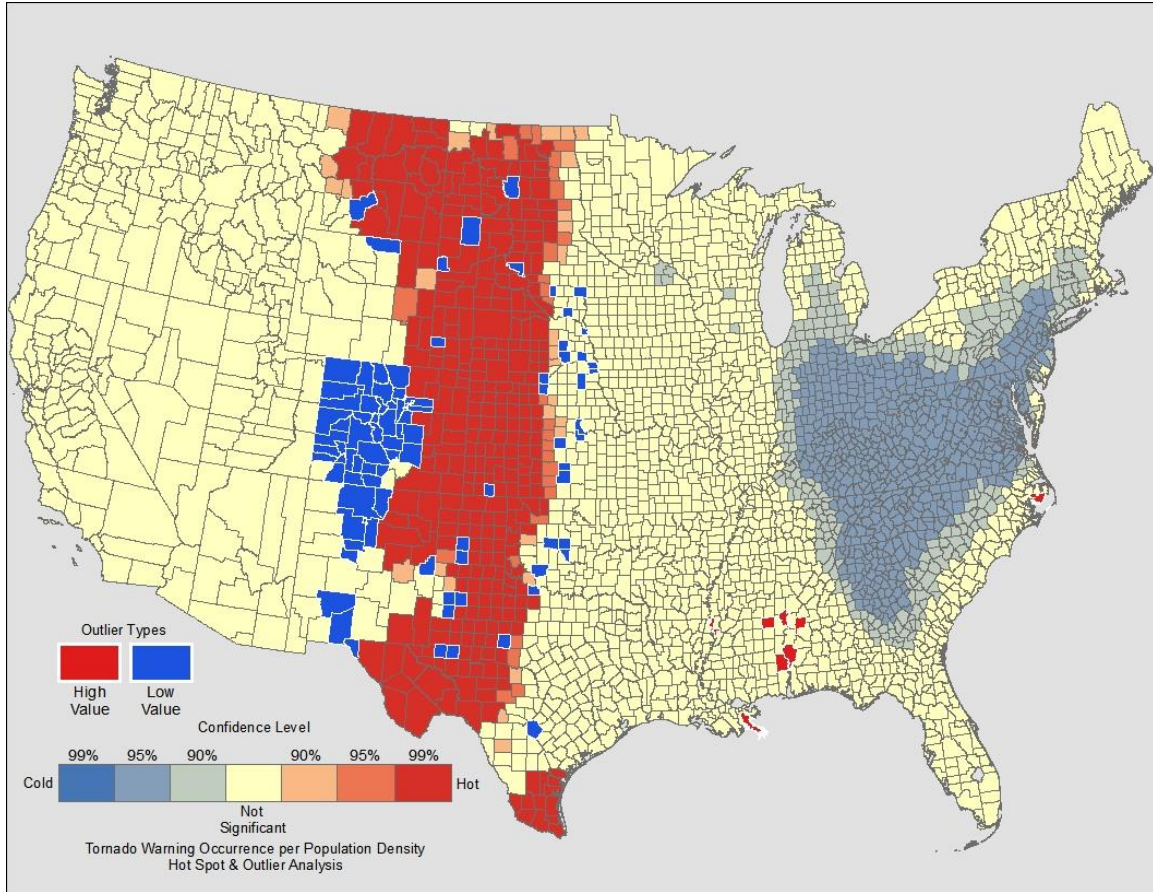 Outlier Types
High
Value
Low
Value
Confidence Level
99% 95% 90% 90% 95% 99%
Cold
Hot
Not
Significant
Tornado Warning Occurrence per Population Density
Hot Spot & Outlier Analysis